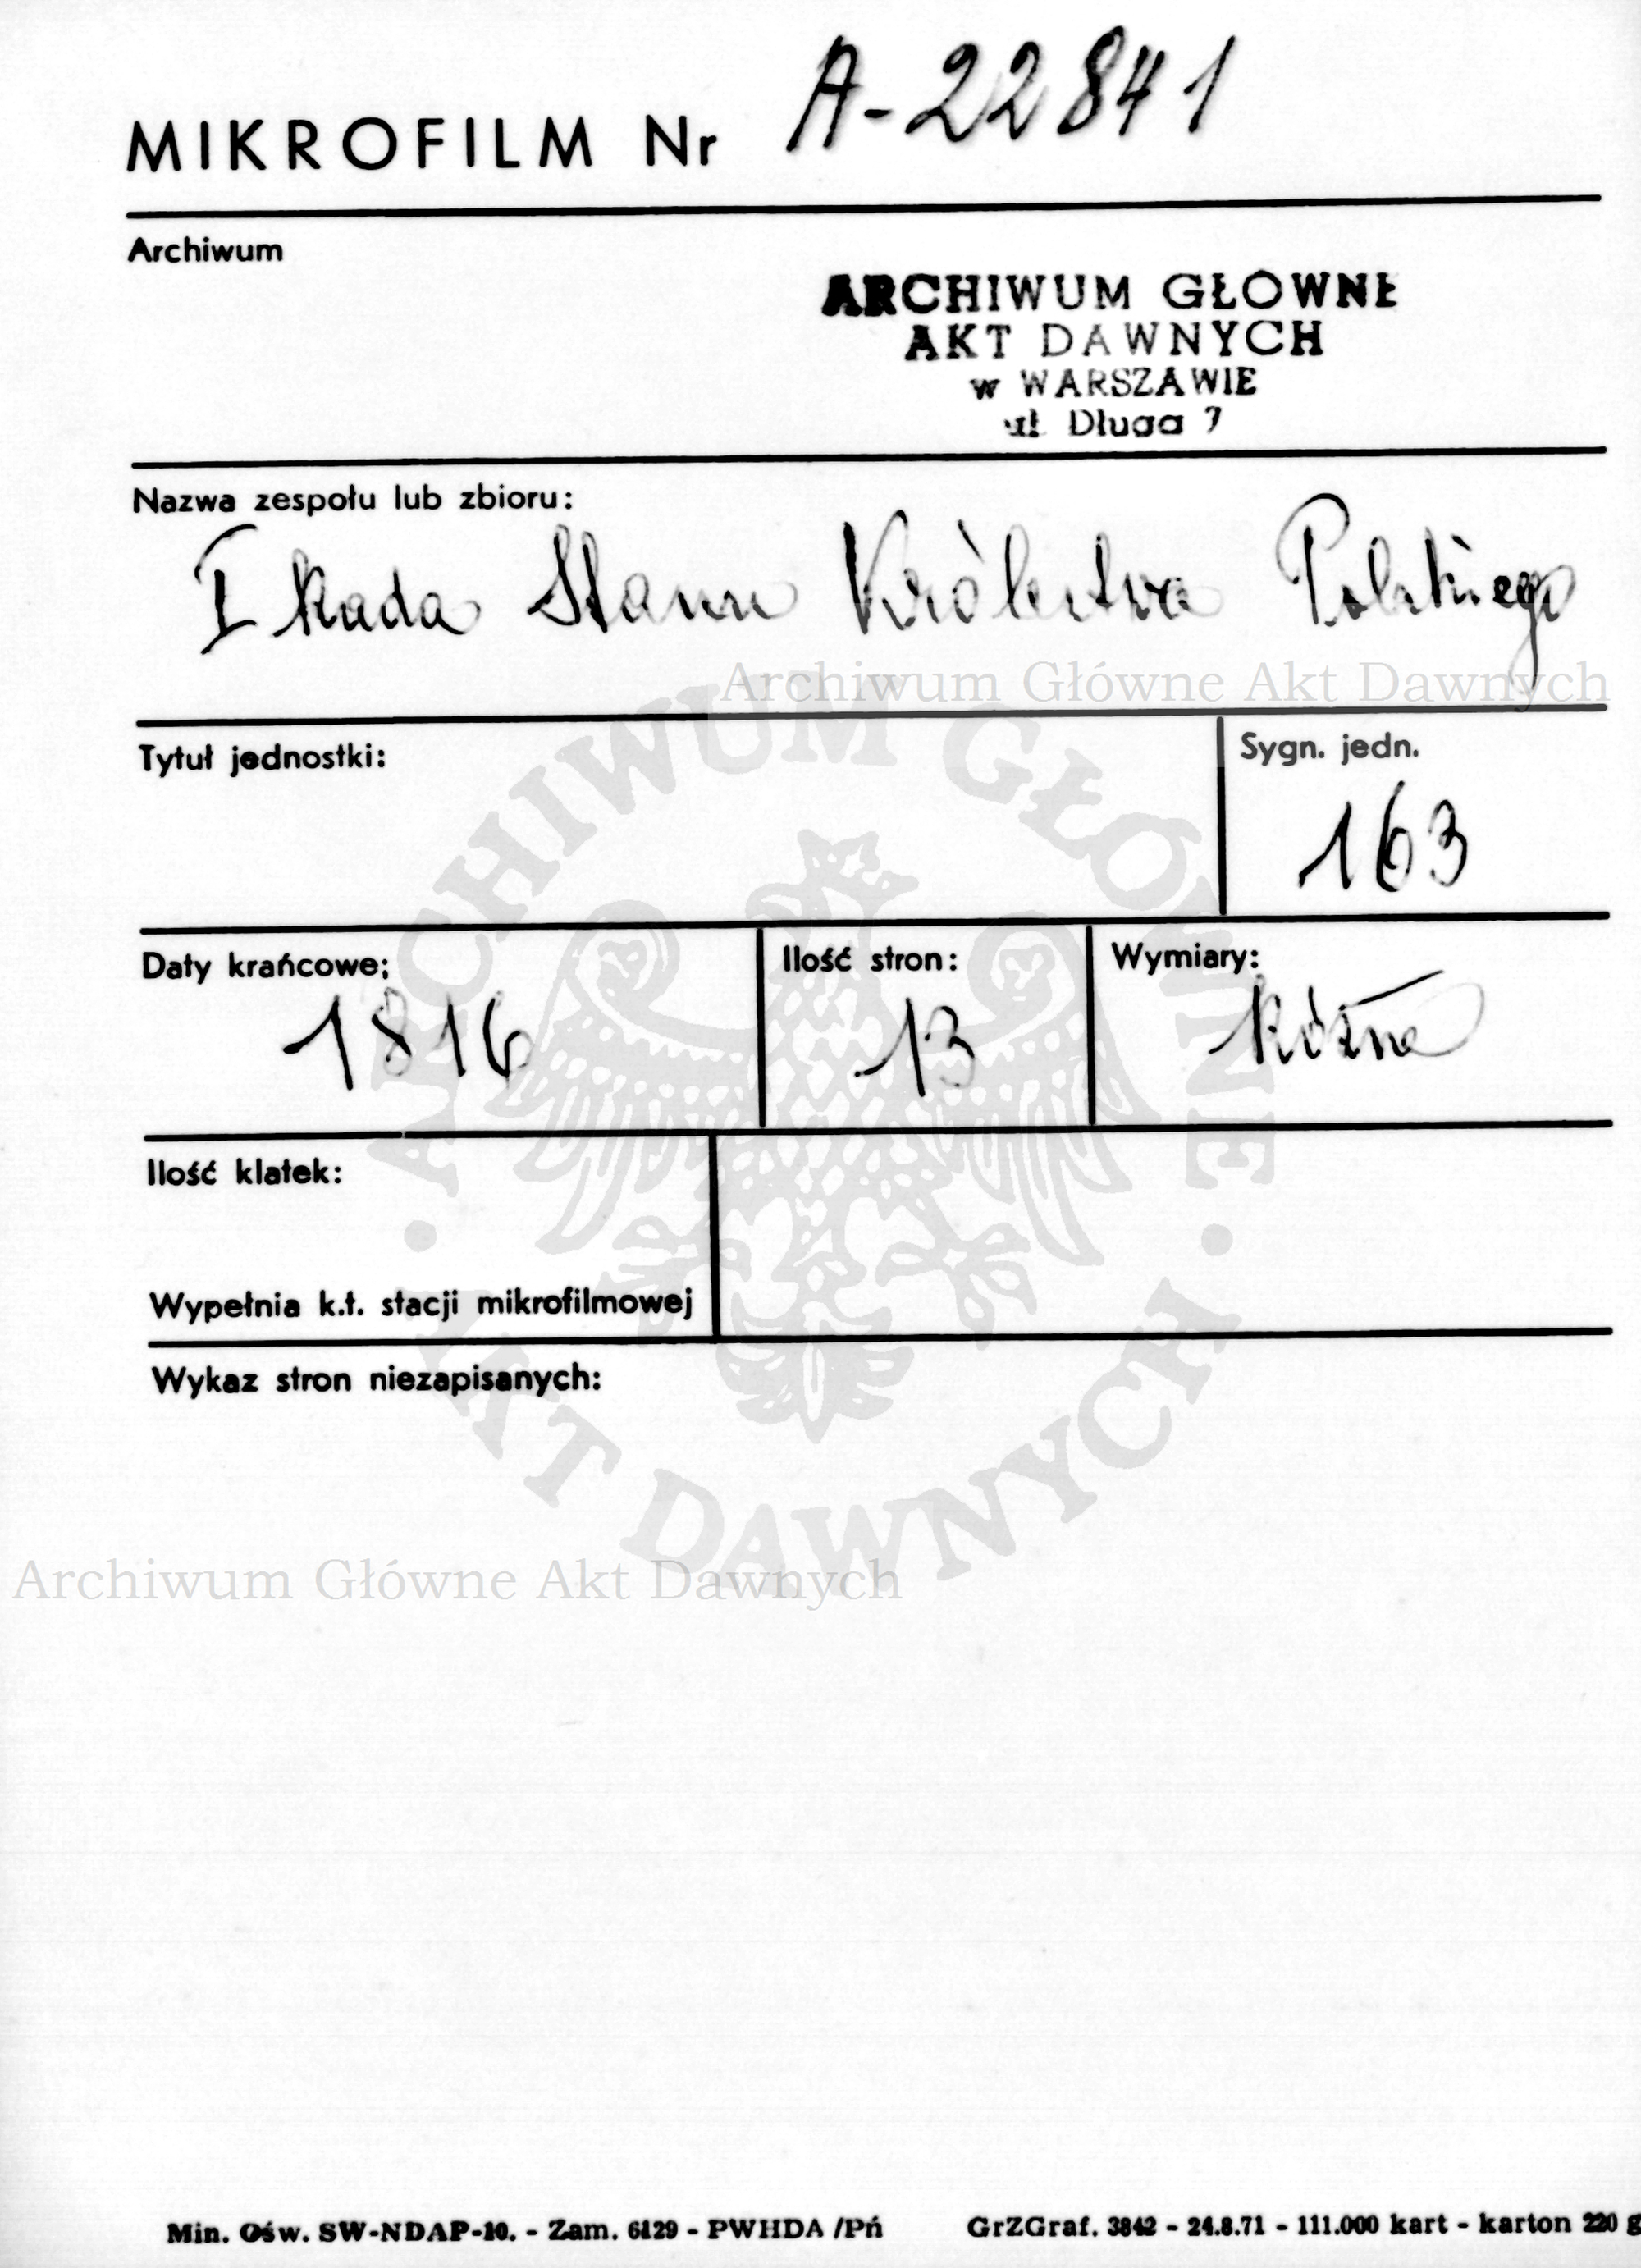 MIKROFILM Nr A-22841
Archiwum
ARCHIWUM GŁÓWNE
AKT DAWNYCH
w WARSZAWIE
ul. Długa 7
Nazwa zespołu lub zbioru:
I Rada Stanu Królestwa Polskiego
Archiwum Główne Akt Dawnych
Tytuł jednostki:
Sygn. jedn.
163
Daty krańcowe:
1816
Ilość stron:
13
Wymiary:
Różne
Ilość klatek:
Wypełnia k.t. stacji mikrofilmowej
Wykaz stron niezapisanych:
ARCHIWUM GŁÓWNE · AKT DAWNYCH ·
Archiwum Główne Akt Dawnych
Min. Ośw. SW-NDAP-10. - Zam. 6129 - PWHDA /Pń GrZGraf. 3842 - 24.8.71 - 111.000 kart - karton 220 g